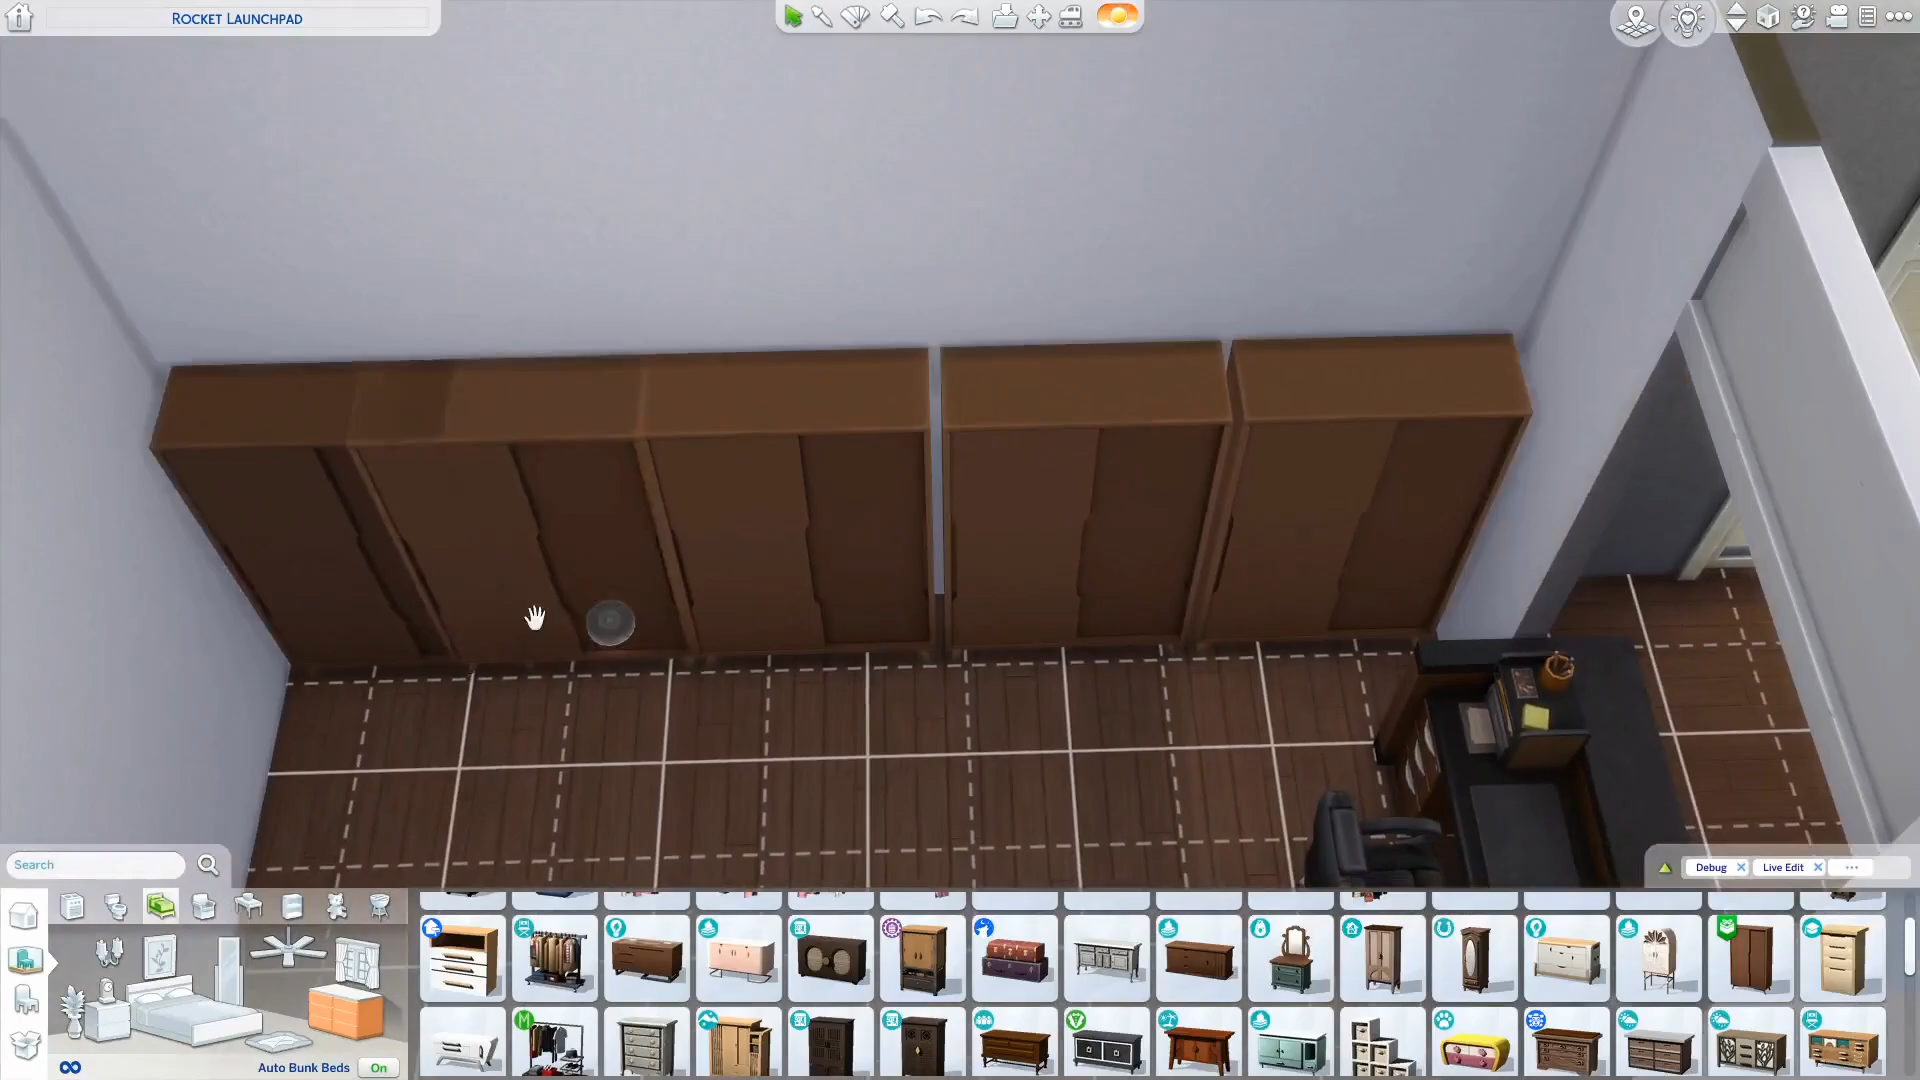 ROCKET LAUNCHPAD
Search
Debug
Live Edit
Auto Bunk Beds
On